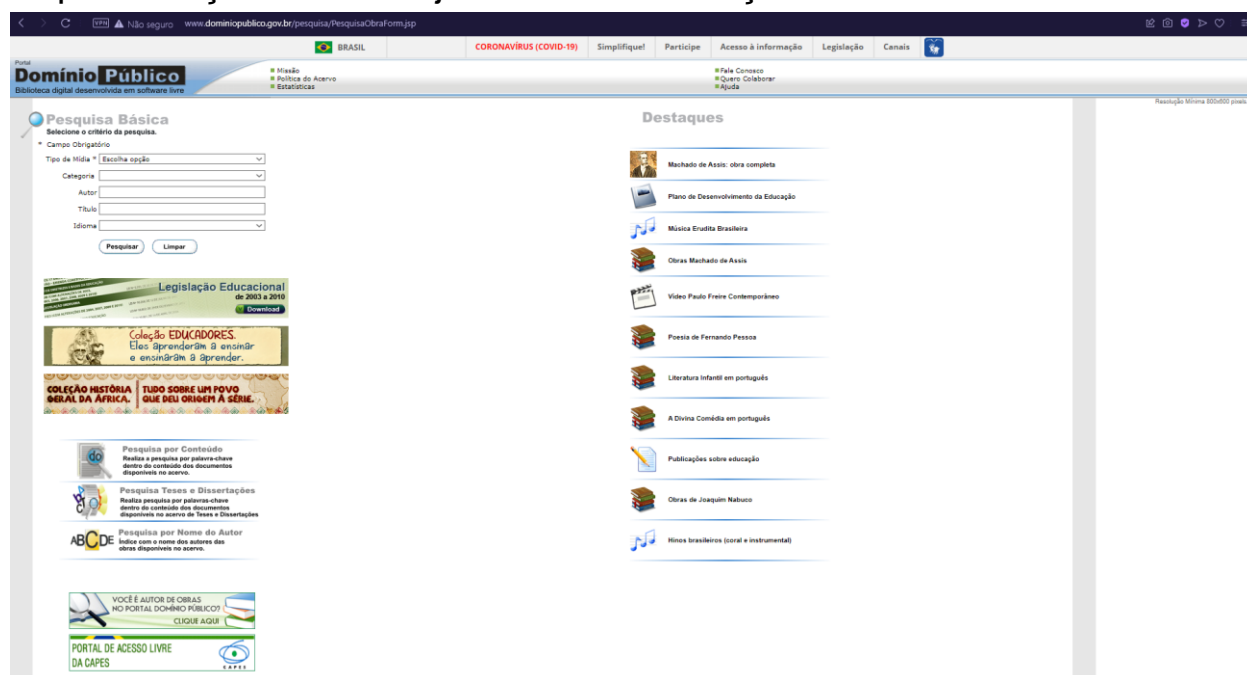 VPN Não seguro www.dominiopublico.gov.br/pesquisa/PesquisaObraForm.jsp
BRASIL CORONAVÍRUS (COVID-19) Simplifique! Participe Acesso à informação Legislação Canais
Portal
Domínio Público
Biblioteca digital desenvolvida em software livre
Missão
Política do Acervo
Estatísticas
Fale Conosco
Quero Colaborar
Ajuda
Resolução Mínima 800x600 pixels
Pesquisa Básica
Selecione o critério da pesquisa.
* Campo Obrigatório
Tipo de Mídia * Escolha opção
Categoria
Autor
Título
Idioma
Pesquisar Limpar
Legislação Educacional
de 2003 a 2010
Download
Coleção EDUCADORES.
Eles aprenderam a ensinar
e ensinaram a aprender.
COLEÇÃO HISTÓRIA
GERAL DA ÁFRICA.
TUDO SOBRE UM POVO
QUE DEU ORIGEM À SÉRIE.
do
Pesquisa por Conteúdo
Realiza a pesquisa por palavra-chave
dentro do conteúdo dos documentos
disponíveis no acervo.
Pesquisa Teses e Dissertações
Realiza pesquisa por palavras-chave
dentro do conteúdo dos documentos
disponíveis no acervo de Teses e Dissertações
ABCDE
Pesquisa por Nome do Autor
Índice com o nome dos autores das
obras disponíveis no acervo.
VOCÊ É AUTOR DE OBRAS
NO PORTAL DOMÍNIO PÚBLICO?
CLIQUE AQUI
PORTAL DE ACESSO LIVRE
DA CAPES
CAPES
Destaques
Machado de Assis: obra completa
Plano de Desenvolvimento da Educação
Música Erudita Brasileira
Obras Machado de Assis
Vídeo Paulo Freire Contemporâneo
Poesia de Fernando Pessoa
Literatura Infantil em português
A Divina Comédia em português
Publicações sobre educação
Obras de Joaquim Nabuco
Hinos brasileiros (coral e instrumental)